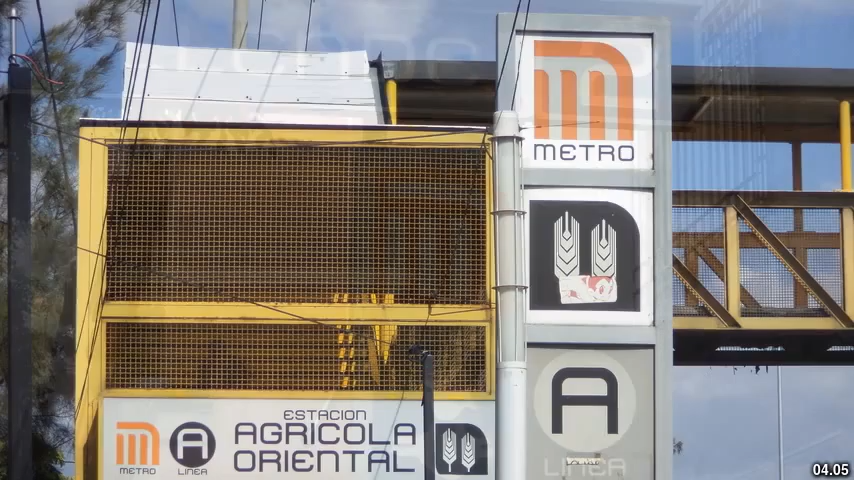 M
METRO
A
LINEA
ESTACION
AGRICOLA
ORIENTAL
M
METRO
A
LINEA
04.05